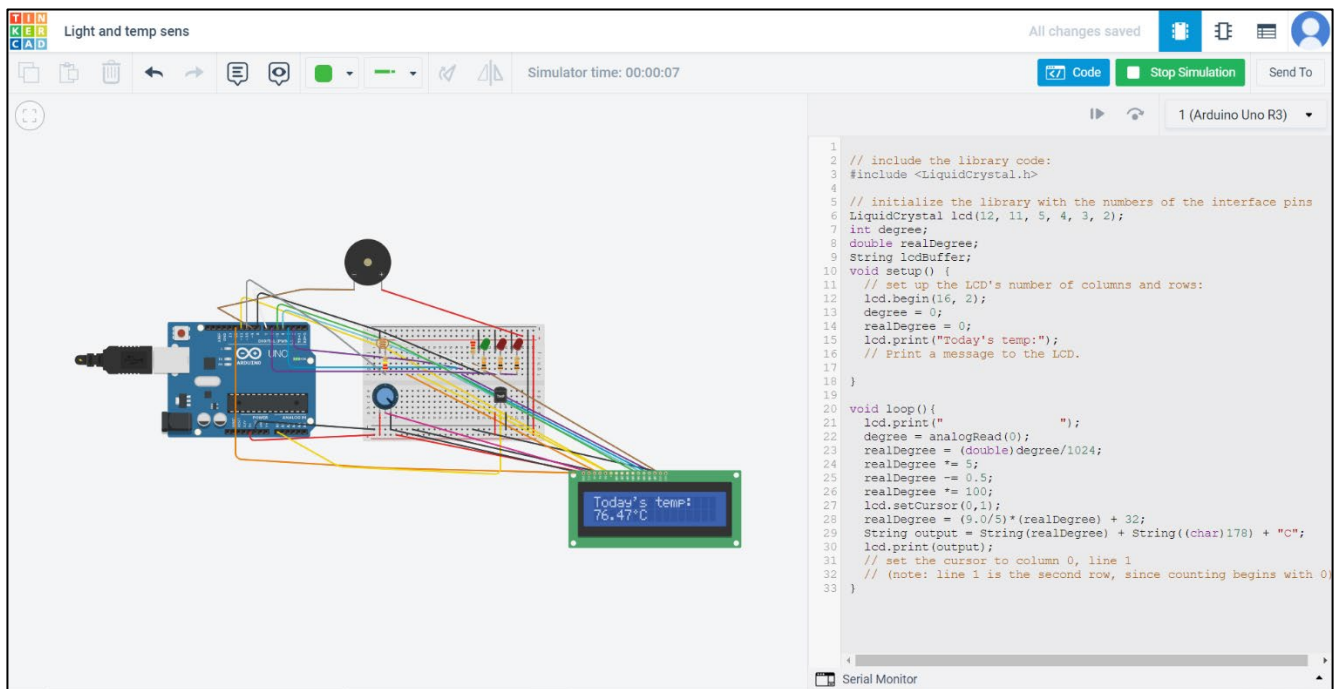 TIN
KER
CAD
Light and temp sens
All changes saved
Simulator time: 00:00:07
Code
Stop Simulation
Send To
1 (Arduino Uno R3)
1
2 // include the library code:
3 #include <LiquidCrystal.h>
4
5 // initialize the library with the numbers of the interface pins
6 LiquidCrystal lcd(12, 11, 5, 4, 3, 2);
7 int degree;
8 double realDegree;
9 String lcdBuffer;
10 void setup() {
11 // set up the LCD's number of columns and rows:
12 lcd.begin(16, 2);
13 degree = 0;
14 realDegree = 0;
15 lcd.print("Today's temp:");
16 // Print a message to the LCD.
17
18 }
19
20 void loop(){
21 lcd.print("                ");
22 degree = analogRead(0);
23 realDegree = (double)degree/1024;
24 realDegree *= 5;
25 realDegree -= 0.5;
26 realDegree *= 100;
27 lcd.setCursor(0,1);
28 realDegree = (9.0/5)*(realDegree) + 32;
29 String output = String(realDegree) + String((char)178) + "C";
30 lcd.print(output);
31 // set the cursor to column 0, line 1
32 // (note: line 1 is the second row, since counting begins with 0)
33 }
UNO
ARDUINO
POWER
ANALOG IN
Today's temp:
76.47°C
Serial Monitor